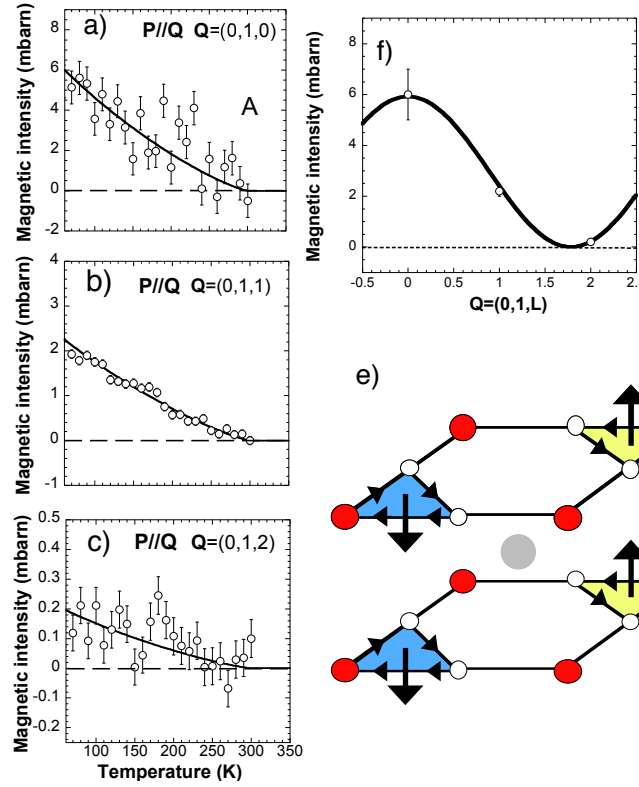 a)
P//Q Q=(0,1,0)
A
Magnetic intensity (mbarn)
8
6
4
2
0
-2
b)
P//Q Q=(0,1,1)
Magnetic intensity (mbarn)
4
3
2
1
0
-1
c)
P//Q Q=(0,1,2)
Magnetic intensity (mbarn)
0.5
0.4
0.3
0.2
0.1
0
-0.1
-0.2
100 150 200 250 300 350
Temperature (K)
f)
Magnetic intensity (mbarn)
8
6
4
2
0
-0.5 0 0.5 1 1.5 2 2.
Q=(0,1,L)
e)